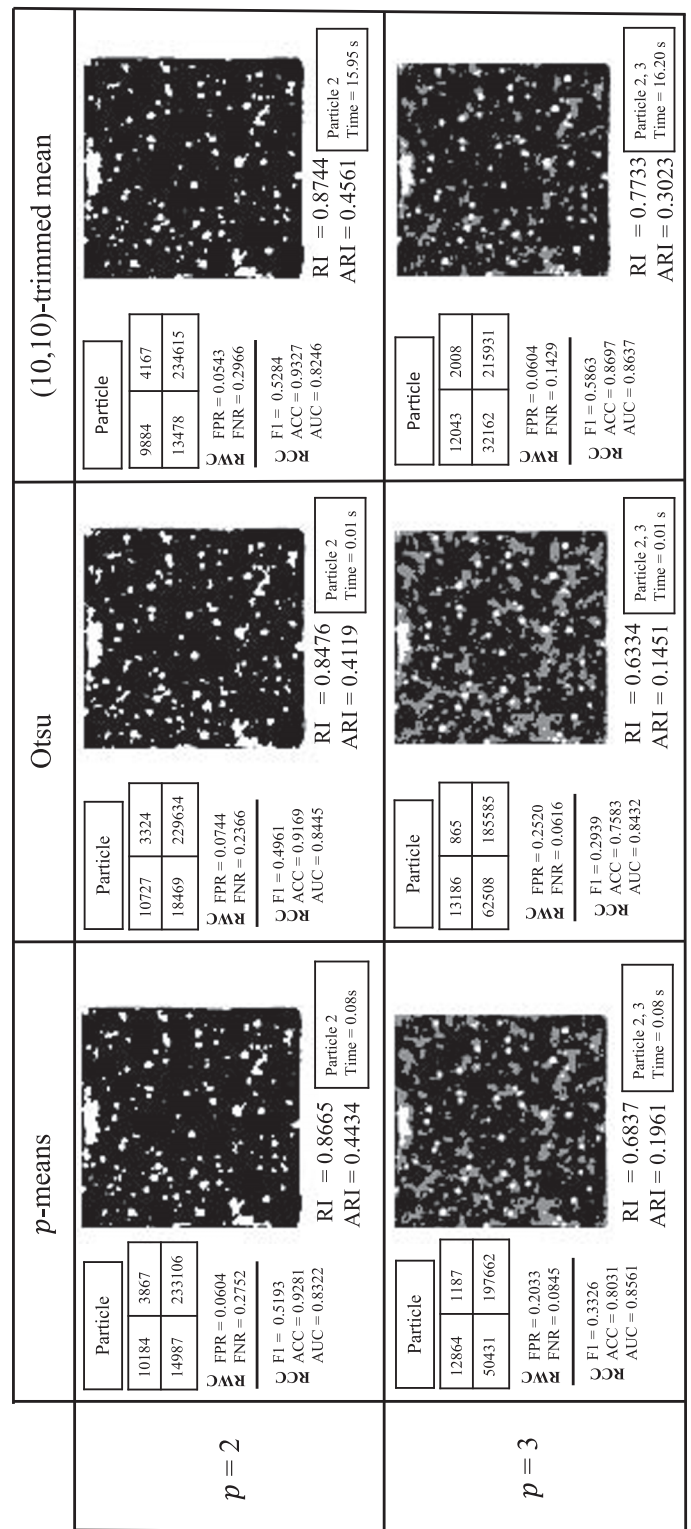 p-means
Otsu
(10,10)-trimmed mean
p = 2
Particle
10184 3867
14987 233106
RWC
FPR = 0.0604
FNR = 0.2752
RCC
F1 = 0.5193
ACC = 0.9281
AUC = 0.8322
RI = 0.8665
ARI = 0.4434
Particle 2
Time = 0.08s
Particle
10727 3324
18469 229634
RWC
FPR = 0.0744
FNR = 0.2366
RCC
F1 = 0.4961
ACC = 0.9169
AUC = 0.8445
RI = 0.8476
ARI = 0.4119
Particle 2
Time = 0.01 s
Particle
9884 4167
13478 234615
RWC
FPR = 0.0543
FNR = 0.2966
RCC
F1 = 0.5284
ACC = 0.9327
AUC = 0.8246
RI = 0.8744
ARI = 0.4561
Particle 2
Time = 15.95 s
p = 3
Particle
12864 1187
50431 197662
RWC
FPR = 0.2033
FNR = 0.0845
RCC
F1 = 0.3326
ACC = 0.8031
AUC = 0.8561
RI = 0.6837
ARI = 0.1961
Particle 2, 3
Time = 0.08 s
Particle
13186 865
62508 185585
RWC
FPR = 0.2520
FNR = 0.0616
RCC
F1 = 0.2939
ACC = 0.7583
AUC = 0.8432
RI = 0.6334
ARI = 0.1451
Particle 2, 3
Time = 0.01 s
Particle
12043 2008
32162 215931
RWC
FPR = 0.0604
FNR = 0.1429
RCC
F1 = 0.5863
ACC = 0.8697
AUC = 0.8637
RI = 0.7733
ARI = 0.3023
Particle 2, 3
Time = 16.20 s